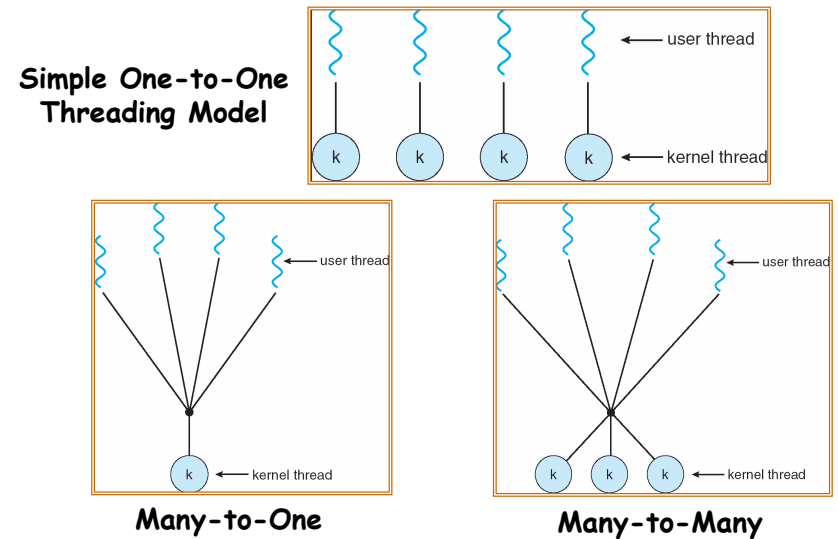 Simple One-to-One
Threading Model
user thread
k k k k
kernel thread
user thread
k
kernel thread
Many-to-One
user thread
k k k
kernel thread
Many-to-Many